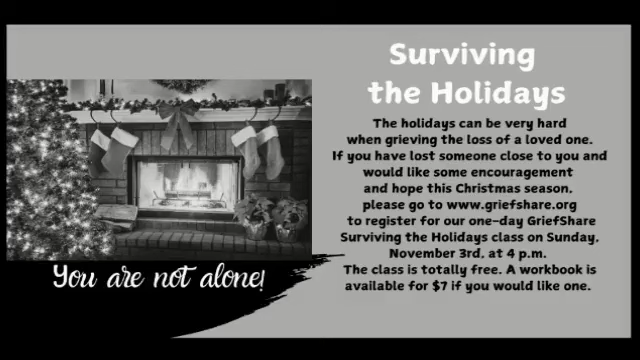 Surviving
the Holidays
The holidays can be very hard
when grieving the loss of a loved one.
If you have lost someone close to you and
would like some encouragement
and hope this Christmas season,
please go to www.griefshare.org
to register for our one-day GriefShare
Surviving the Holidays class on Sunday,
November 3rd, at 4 p.m.
The class is totally free. A workbook is
available for $7 if you would like one.
You are not alone!